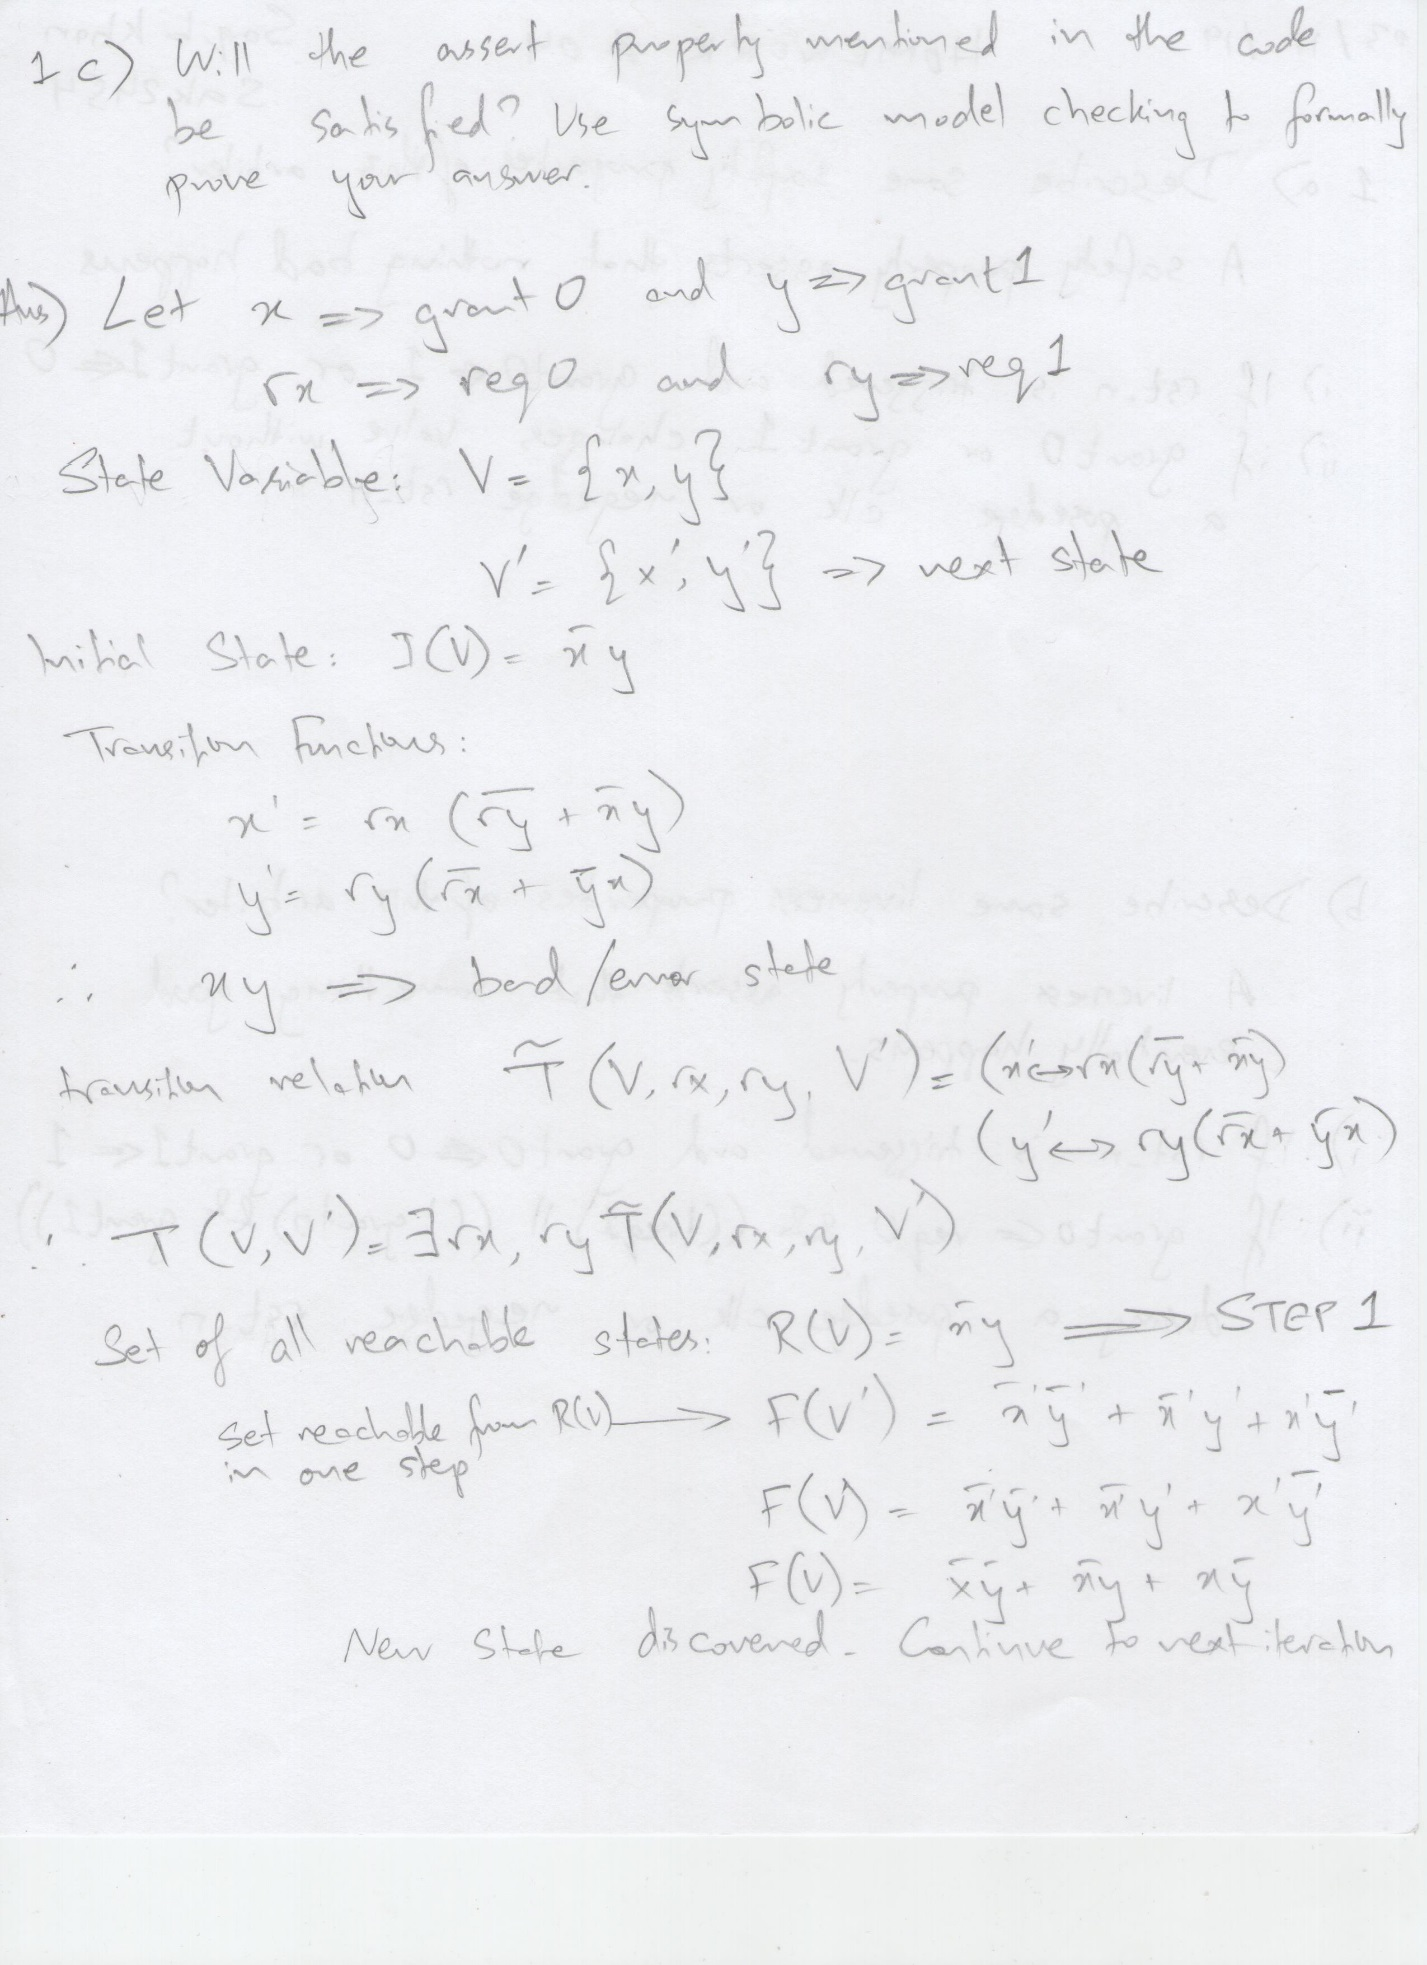 1 c) Will the assert property mentioned in the code
be satisfied? Use symbolic model checking to formally
prove your answer.
Ans) Let x => grant 0 and y => grant 1
rx => req 0 and ry => req 1
State Variable: V = {x, y}
V' = {x', y'} => next state
Initial State: I(V) = x̄y
Transition Functions:
x' = rx (r̄y̅ + x̄y)
y' = ry (r̄x̅ + ȳx)
∴ xy => bad/error state
transition relation T̃ (V, rx, ry, V') = (x' ↔ rx (r̄y̅ + x̄y)
(y' ↔ ry (r̄x̅ + ȳx)
∴ T (V, V') = ∃ rx, ry T̃ (V, rx, ry, V')
Set of all reachable states: R(V) = x̄y => STEP 1
set reachable from R(V) → F(V') = x̄'ȳ' + x̄'y' + x'ȳ'
in one step
F(V) = x̄'ȳ' + x̄'y' + x'ȳ'
F(V) = x̄ȳ + x̄y + xȳ
New State discovered. Continue to next iteration